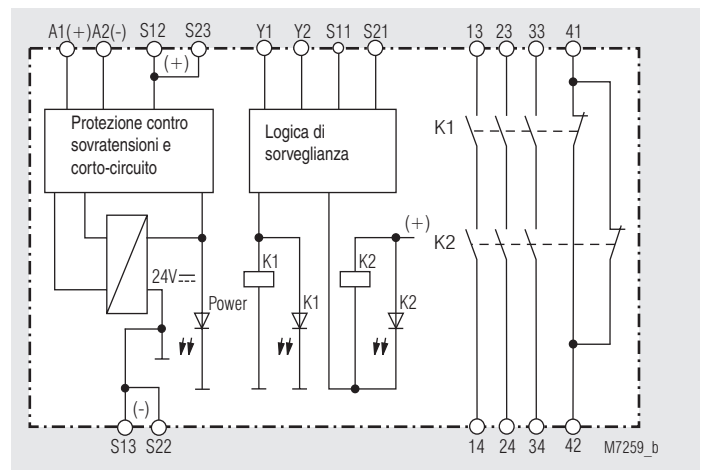 A1(+) A2(-) S12 S23 Y1 Y2 S11 S21 13 23 33 41
(+)
Protezione contro
sovratensioni e
corto-circuito
Logica di
sorveglianza
K1
(+)
K2
24V
K1
K2
Power
K1
K2
(-)
S13 S22 14 24 34 42 M7259_b